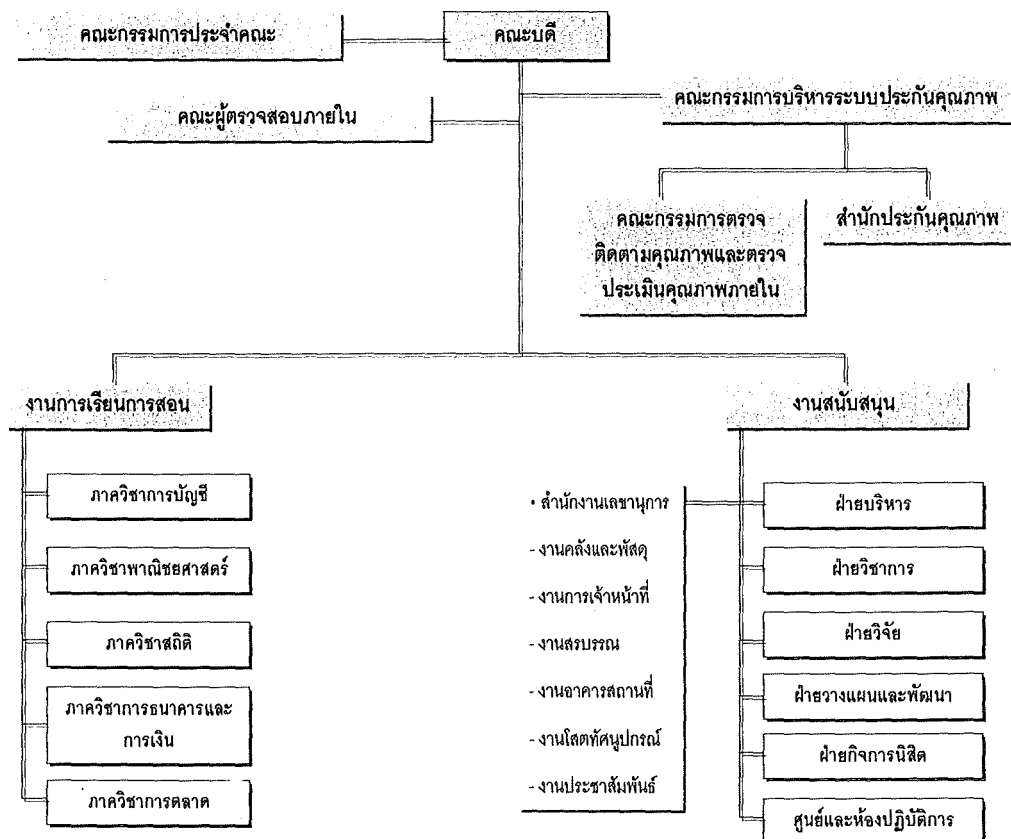 คณะกรรมการประจำคณะ
คณะบดี
คณะกรรมการบริหารระบบประกันคุณภาพ
คณะผู้ตรวจสอบภายใน
คณะกรรมการตรวจ
ติดตามคุณภาพและตรวจ
ประเมินคุณภาพภายใน
สำนักประกันคุณภาพ
งานการเรียนการสอน
ภาควิชาการบัญชี
ภาควิชาพาณิชยศาสตร์
ภาควิชาสถิติ
ภาควิชาการธนาคารและ
การเงิน
ภาควิชาการตลาด
งานสนับสนุน
• สำนักงานเลขานุการ
- งานคลังและพัสดุ
- งานการเจ้าหน้าที่
- งานสรบรรณ
- งานอาคารสถานที่
- งานโสตทัศนูปกรณ์
- งานประชาสัมพันธ์
ฝ่ายบริหาร
ฝ่ายวิชาการ
ฝ่ายวิจัย
ฝ่ายวางแผนและพัฒนา
ฝ่ายกิจการนิสิต
ศูนย์และห้องปฏิบัติการ